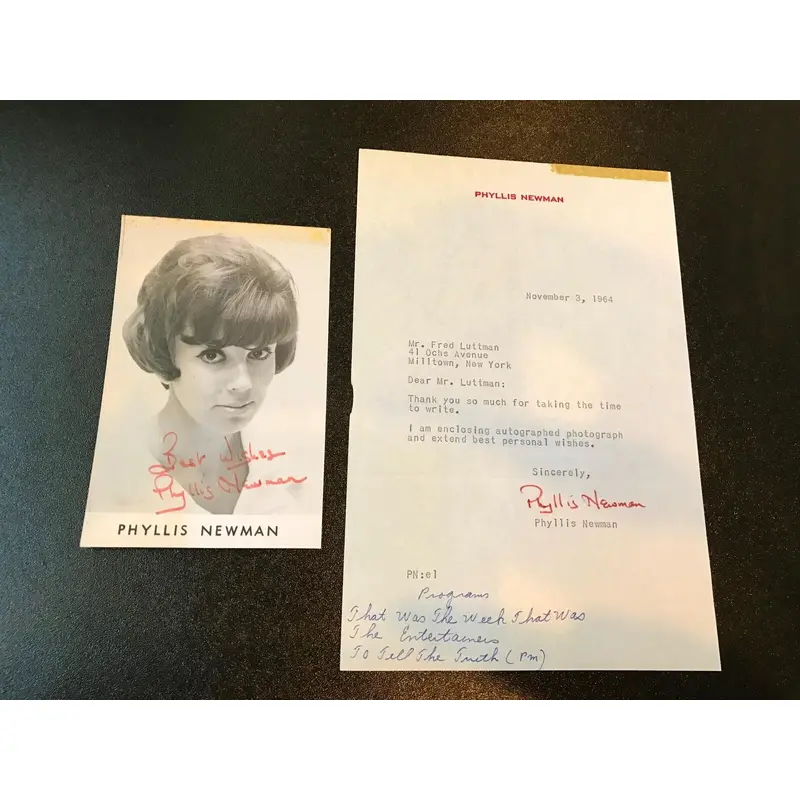 Best Wishes
Phyllis Newman
PHYLLIS NEWMAN
PHYLLIS NEWMAN
November 3, 1964
Mr. Fred Luttman
41 Ochs Avenue
Milltown, New York
Dear Mr. Luttman:
Thank you so much for taking the time
to write.
I am enclosing autographed photograph
and extend best personal wishes.
Sincerely,
Phyllis Newman
Phyllis Newman
PN:el
Programs
That Was The Week That Was
The Entertainers
To Tell The Truth (PM)